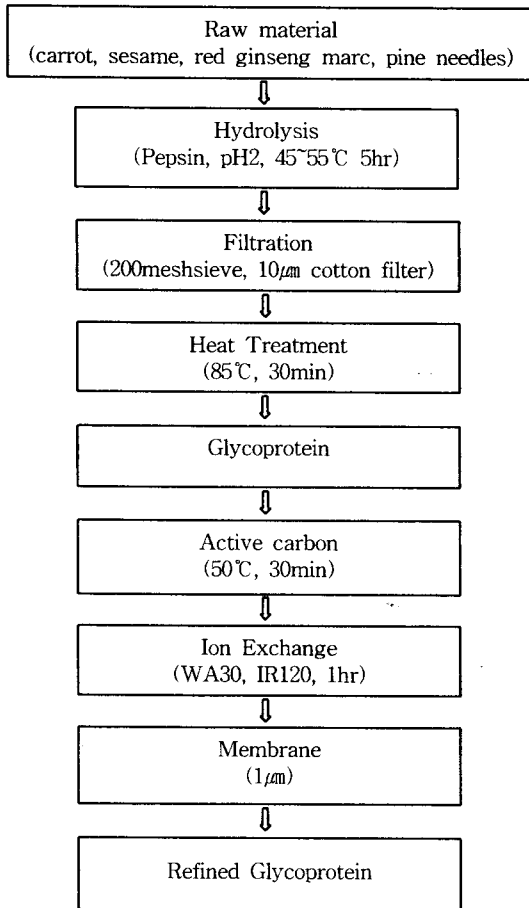 Raw material
(carrot, sesame, red ginseng marc, pine needles)
Hydrolysis
(Pepsin, pH2, 45~55℃ 5hr)
Filtration
(200meshsieve, 10㎛ cotton filter)
Heat Treatment
(85℃, 30min)
Glycoprotein
Active carbon
(50℃, 30min)
Ion Exchange
(WA30, IR120, 1hr)
Membrane
(1㎛)
Refined Glycoprotein